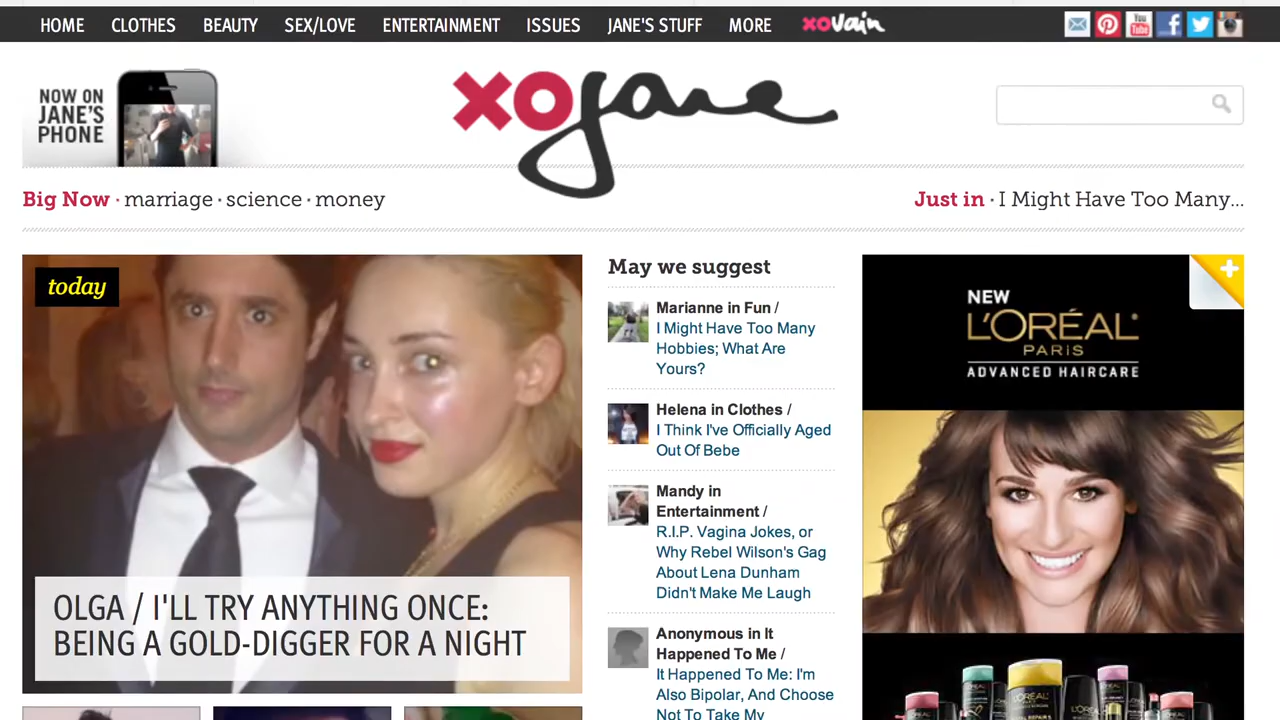 HOME CLOTHES BEAUTY SEX/LOVE ENTERTAINMENT ISSUES JANE'S STUFF MORE xovain
You
Tube
NOW ON
JANE'S
PHONE
xojane
Big Now · marriage · science · money
Just in · I Might Have Too Many...
today
OLGA / I'LL TRY ANYTHING ONCE:
BEING A GOLD-DIGGER FOR A NIGHT
May we suggest
Marianne in Fun /
I Might Have Too Many
Hobbies; What Are
Yours?
Helena in Clothes /
I Think I've Officially Aged
Out Of Bebe
Mandy in
Entertainment /
R.I.P. Vagina Jokes, or
Why Rebel Wilson's Gag
About Lena Dunham
Didn't Make Me Laugh
Anonymous in It
Happened To Me /
It Happened To Me: I'm
Also Bipolar, And Choose
Not To Take My
NEW
L'ORÉAL®
PARIS
ADVANCED HAIRCARE
L'ORÉAL